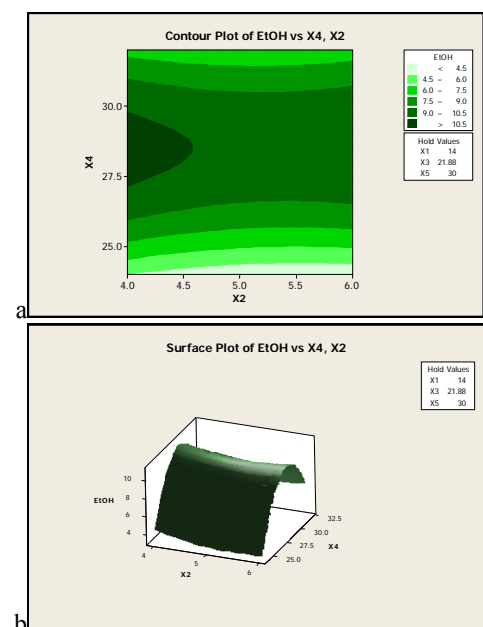 Contour Plot of EtOH vs X4, X2
EtOH
< 4.5
4.5 – 6.0
6.0 – 7.5
7.5 – 9.0
9.0 – 10.5
> 10.5
Hold Values
X1 14
X3 21.88
X5 30
30.0
27.5
25.0
X4
4.0 4.5 5.0 5.5 6.0
X2
a
Surface Plot of EtOH vs X4, X2
Hold Values
X1 14
X3 21.88
X5 30
10
8
6
4
EtOH
4 5 6
X2
32.5
30.0
27.5
25.0
X4
b